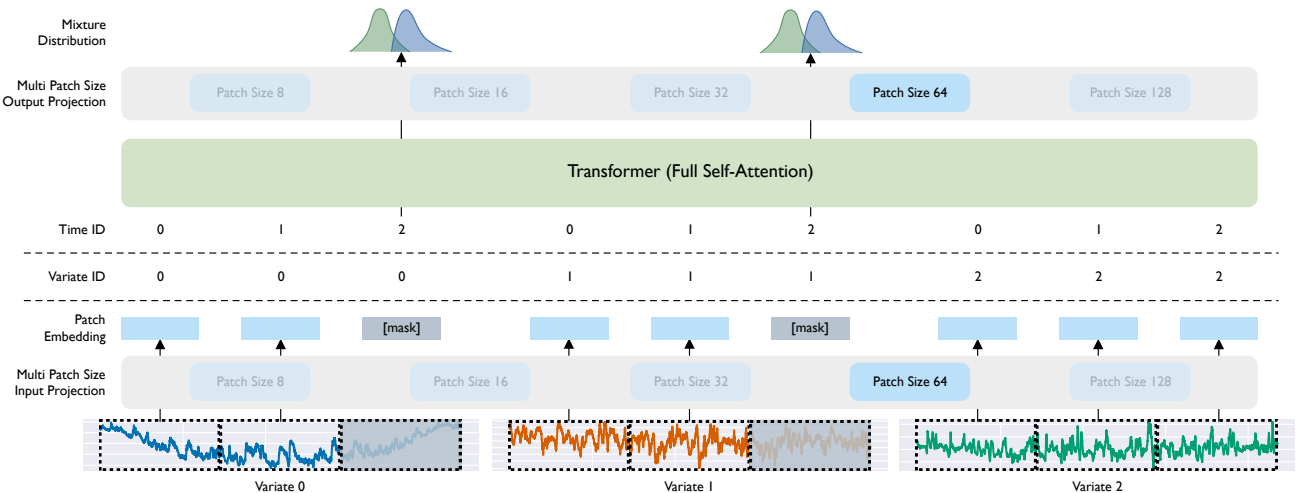 Mixture
Distribution
Multi Patch Size
Output Projection
Patch Size 8
Patch Size 16
Patch Size 32
Patch Size 64
Patch Size 128
Transformer (Full Self-Attention)
Time ID 0 1 2 0 1 2 0 1 2
Variate ID 0 0 0 1 1 1 2 2 2
Patch
Embedding
[mask] [mask]
Multi Patch Size
Input Projection
Patch Size 8
Patch Size 16
Patch Size 32
Patch Size 64
Patch Size 128
Variate 0
Variate 1
Variate 2